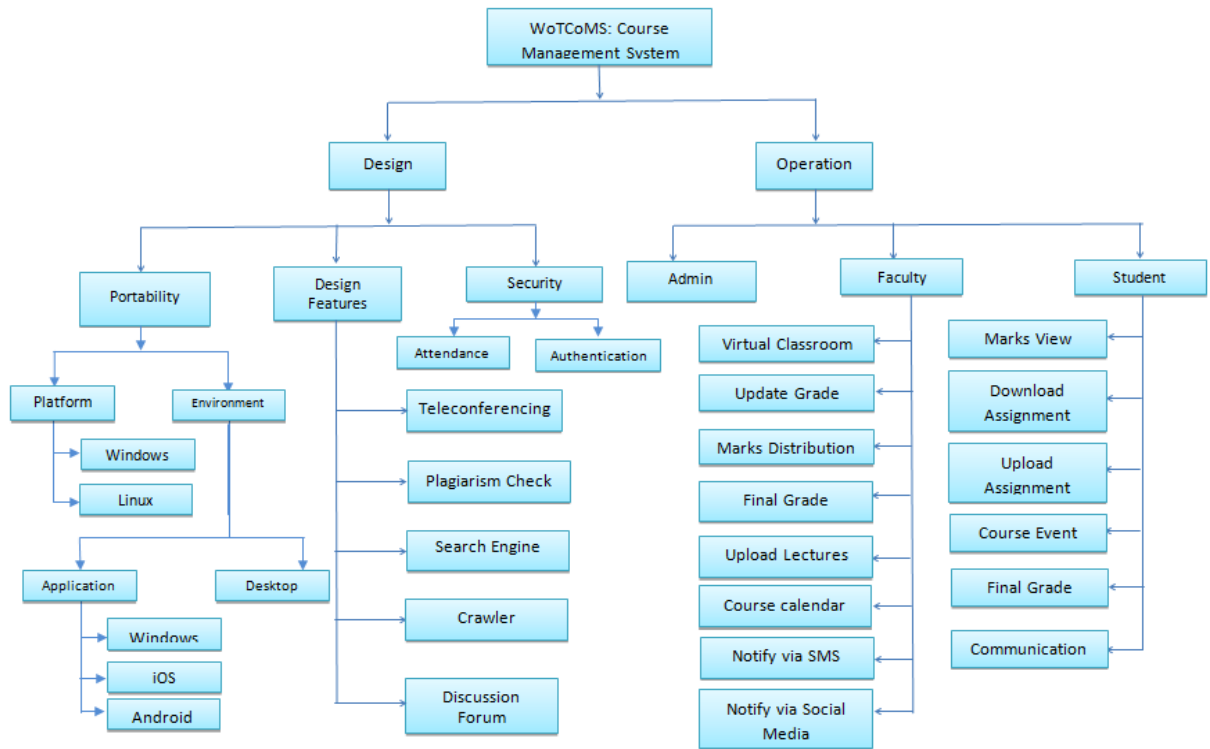 WoTCoMS: Course
Management System
Design
Operation
Portability
Design
Features
Security
Admin
Faculty
Student
Attendance
Authentication
Platform
Environment
Windows
Linux
Application
Desktop
Windows
iOS
Android
Teleconferencing
Plagiarism Check
Search Engine
Crawler
Discussion
Forum
Virtual Classroom
Update Grade
Marks Distribution
Final Grade
Upload Lectures
Course calendar
Notify via SMS
Notify via Social
Media
Marks View
Download
Assignment
Upload
Assignment
Course Event
Final Grade
Communication